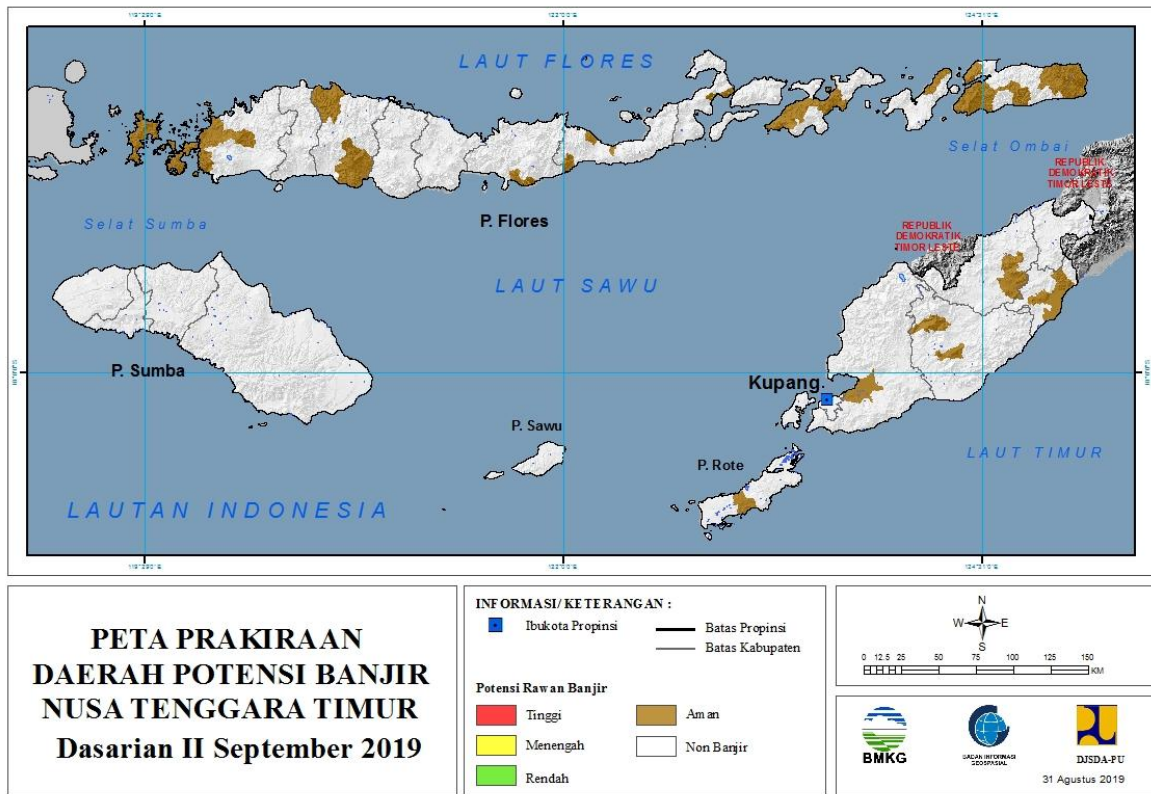 LAUT FLORES
Selat Ombai
REPUBLIK
DEMOKRATIK
TIMOR LESTE
REPUBLIK
DEMOKRATIK
TIMOR LESTE
P. Flores
Selat Sumba
LAUT SAWU
P. Sumba
Kupang
P. Sawu
P. Rote
LAUT TIMUR
LAUTAN INDONESIA
PETA PRAKIRAAN
DAERAH POTENSI BANJIR
NUSA TENGGARA TIMUR
Dasarian II September 2019
INFORMASI/ KETERANGAN :
Ibukota Propinsi
Batas Propinsi
Batas Kabupaten
Potensi Rawan Banjir
Tinggi
Menengah
Rendah
Aman
Non Banjir
N
W E
S
0 12.5 25 50 75 100 125 150
KM
BMKG
BADAN INFORMASI
GEOSPASIAL
DJSDA-PU
31 Agustus 2019